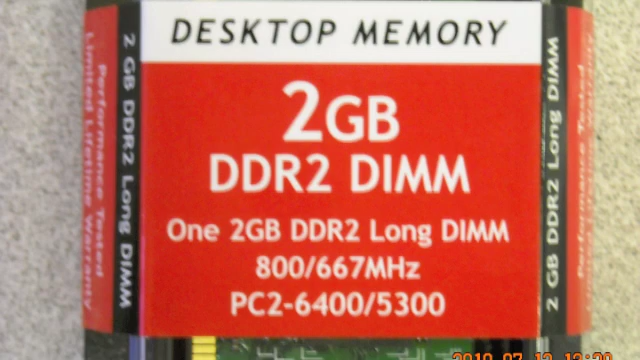 DESKTOP MEMORY
2GB
DDR2 DIMM
One 2GB DDR2 Long DIMM
800/667MHz
PC2-6400/5300
2 GB DDR2 Long DIMM
Performance Tested
Limited Lifetime Warranty
2 GB DDR2 Long DIMM
Performance Tested